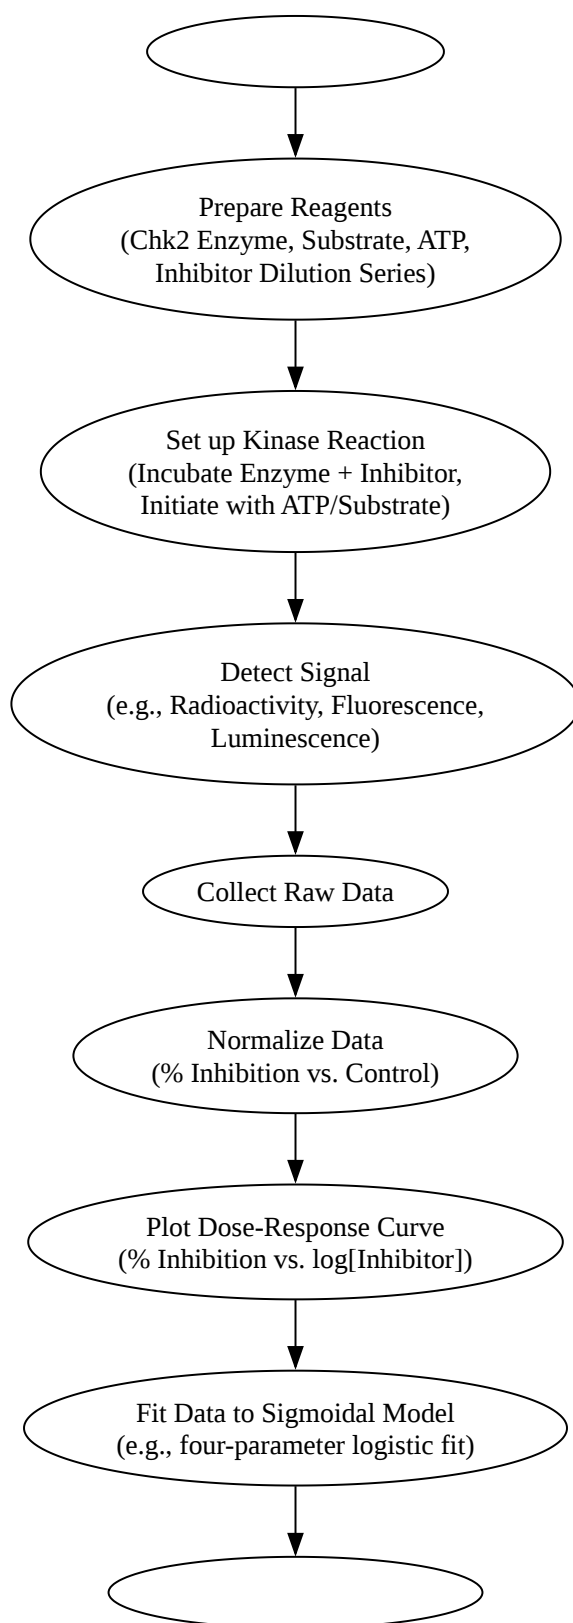 Prepare Reagents
(Chk2 Enzyme, Substrate, ATP,
Inhibitor Dilution Series)
Set up Kinase Reaction
(Incubate Enzyme + Inhibitor,
Initiate with ATP/Substrate)
Detect Signal
(e.g., Radioactivity, Fluorescence,
Luminescence)
Collect Raw Data
Normalize Data
(% Inhibition vs. Control)
Plot Dose-Response Curve
(% Inhibition vs. log[Inhibitor])
Fit Data to Sigmoidal Model
(e.g., four-parameter logistic fit)